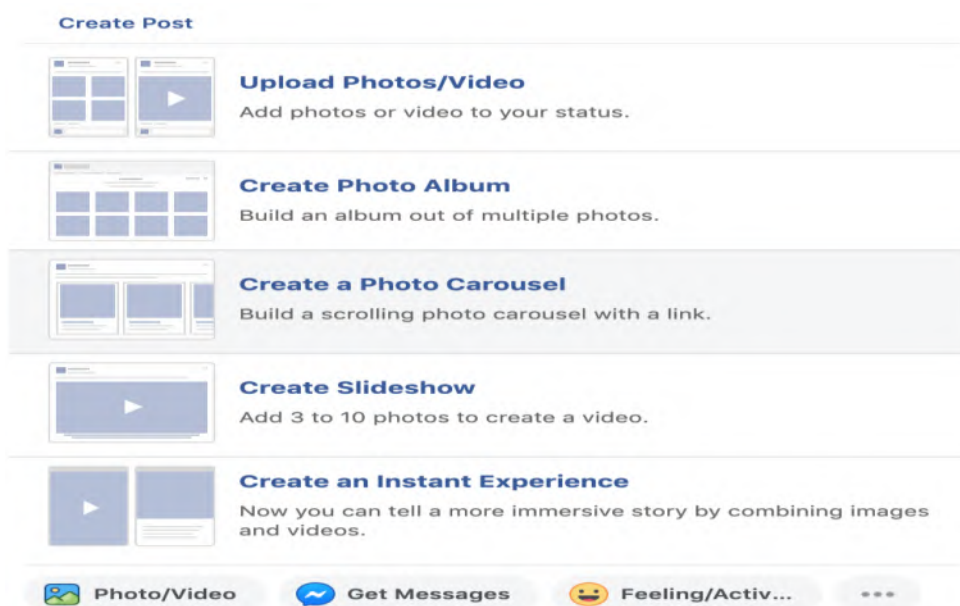 Create Post
Upload Photos/Video
Add photos or video to your status.
Create Photo Album
Build an album out of multiple photos.
Create a Photo Carousel
Build a scrolling photo carousel with a link.
Create Slideshow
Add 3 to 10 photos to create a video.
Create an Instant Experience
Now you can tell a more immersive story by combining images
and videos.
Photo/Video Get Messages Feeling/Activ...